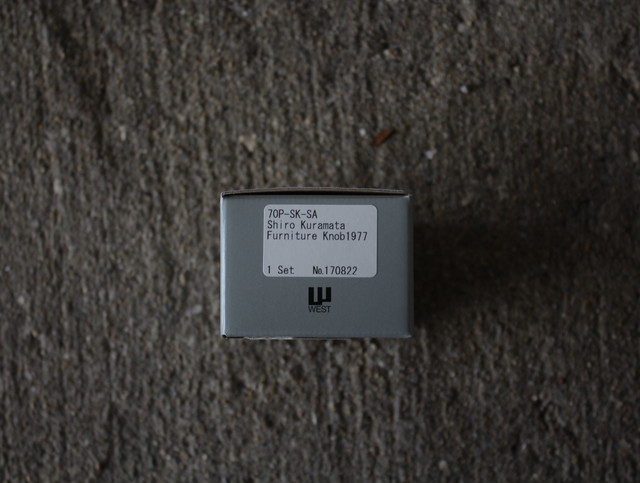 70P-SK-SA
Shiro Kuramata
Furniture Knob1977
1 Set № 170822
WEST